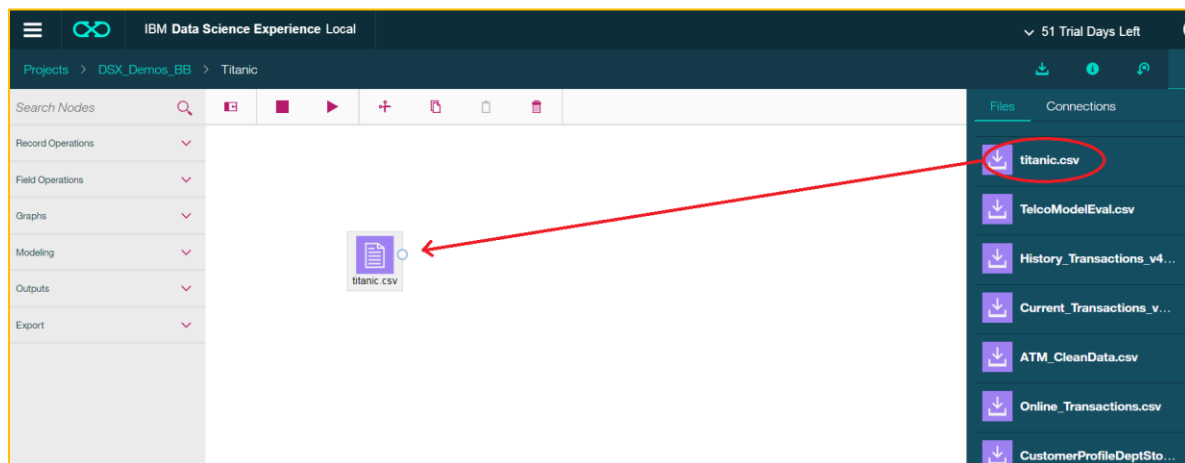 IBM Data Science Experience Local
51 Trial Days Left
Projects > DSX_Demos_BB > Titanic
Search Nodes
Files Connections
Record Operations
Field Operations
Graphs
Modeling
Outputs
Export
titanic.csv
titanic.csv
TelcoModelEval.csv
History_Transactions_v4...
Current_Transactions_v...
ATM_CleanData.csv
Online_Transactions.csv
CustomerProfileDeptSto...